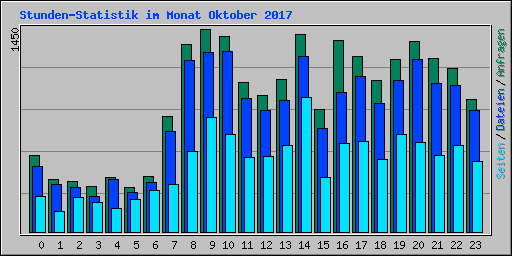 Stunden-Statistik im Monat Oktober 2017
1450
Seiten / Dateien / Anfragen
0 1 2 3 4 5 6 7 8 9 10 11 12 13 14 15 16 17 18 19 20 21 22 23